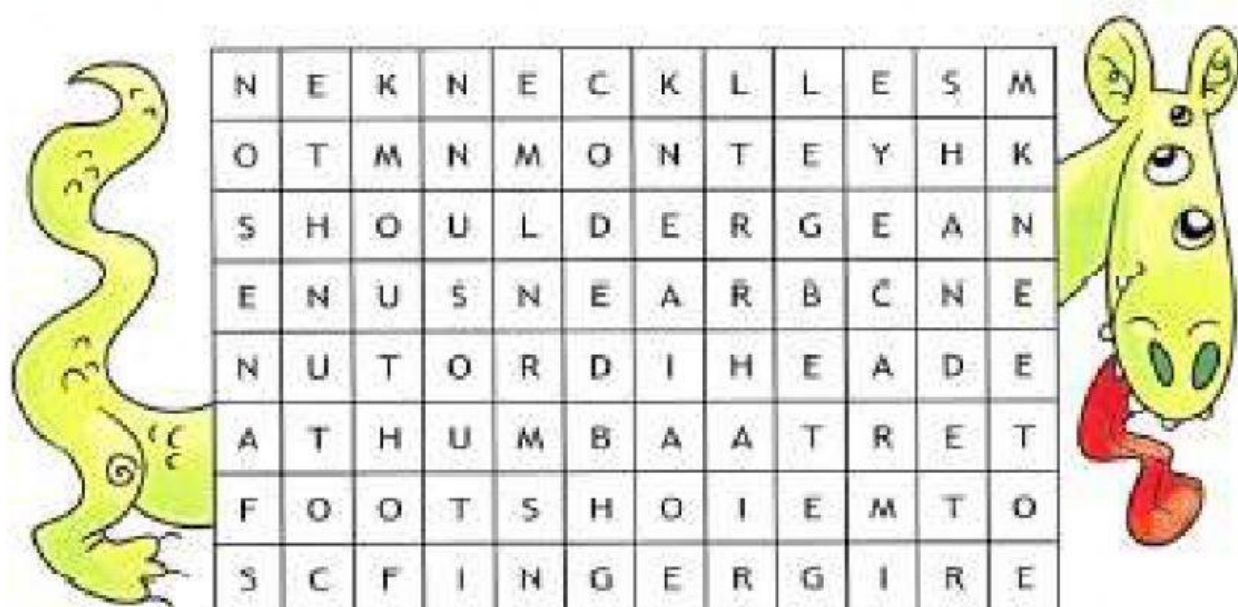 N E K N E C K L L E S M
O T M N M O N T E Y H K
S H O U L D E R G E A N
E N U S N E A R B C N E
N U T O R D I H E A D E
A T H U M B A A T R E T
F O O T S H O I E M T O
S C F I N G E R G I R E